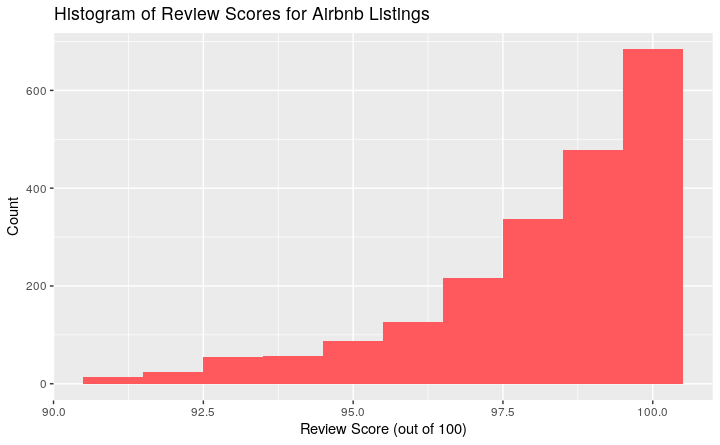 Histogram of Review Scores for Airbnb Listings
Count
600
400
200
0
90.0 92.5 95.0 97.5 100.0
Review Score (out of 100)